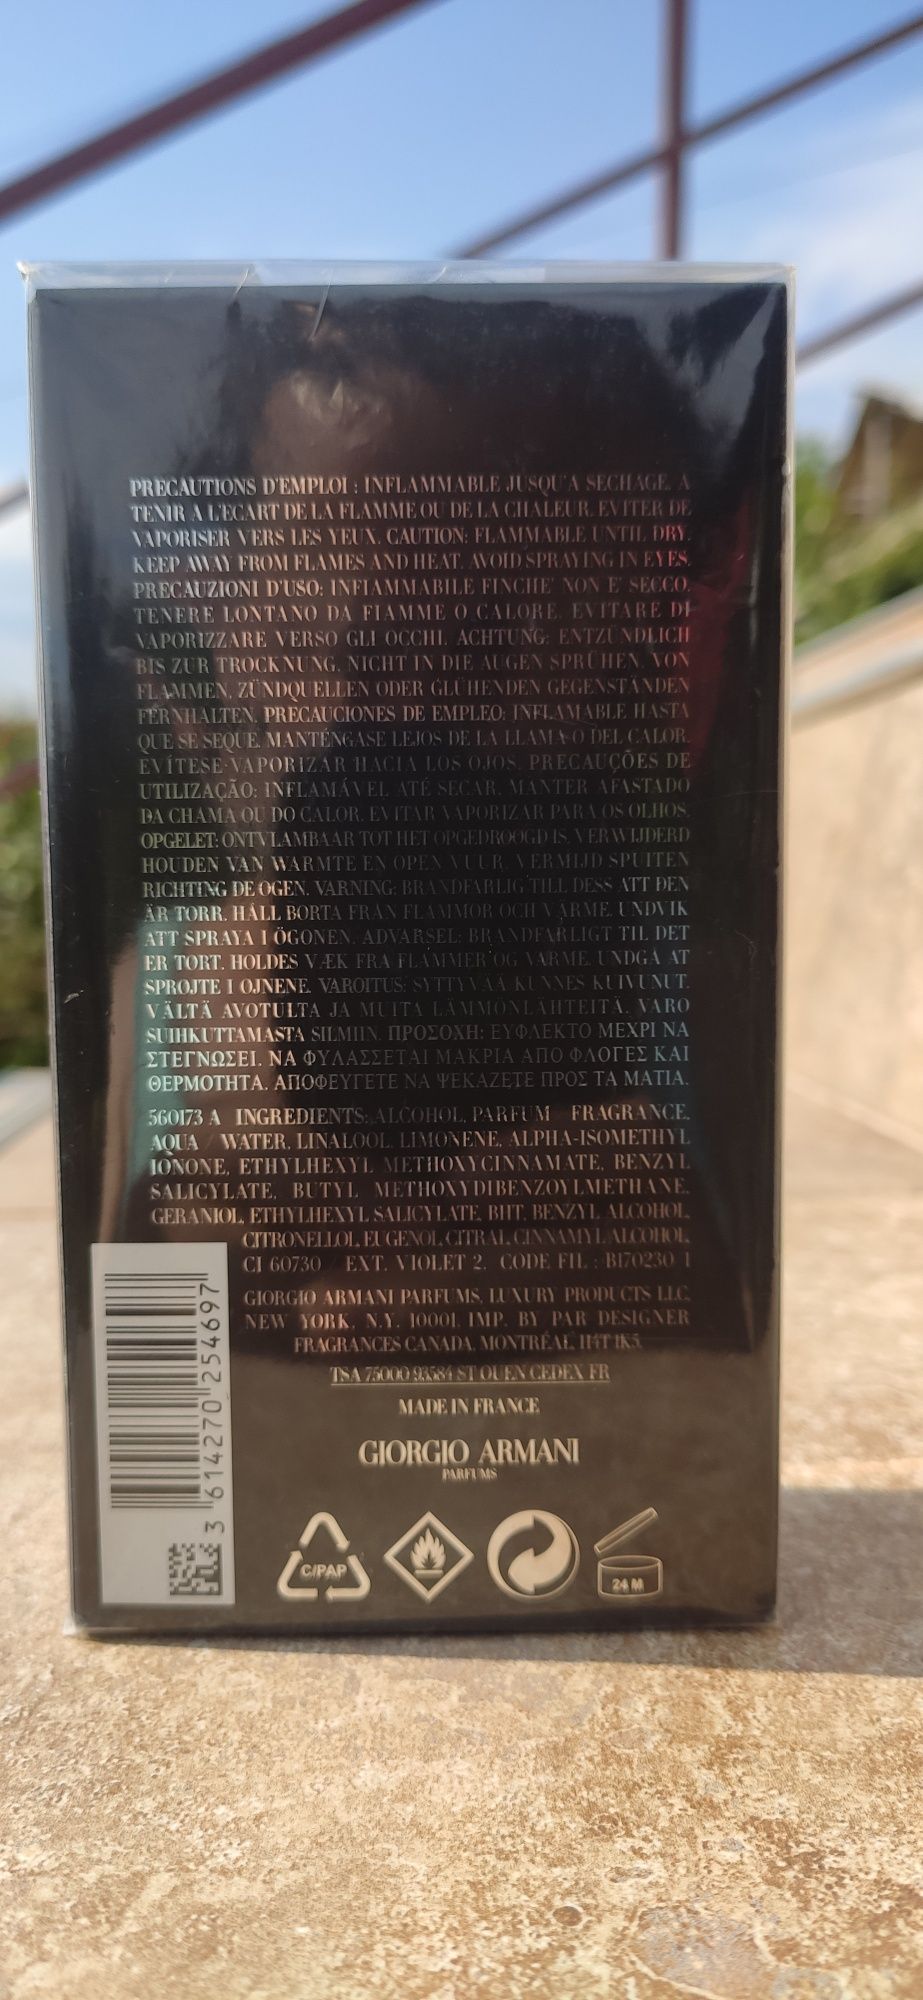 PRECAUTIONS D'EMPLOI : INFLAMMABLE JUSQU'A SECHAGE. A
TENIR A L'ECART DE LA FLAMME OU DE LA CHALEUR. EVITER DE
VAPORISER VERS LES YEUX. CAUTION: FLAMMABLE UNTIL DRY.
KEEP AWAY FROM FLAMES AND HEAT. AVOID SPRAYING IN EYES.
PRECAUZIONI D'USO: INFIAMMABILE FINCHE' NON E' SECCO.
TENERE LONTANO DA FIAMME O CALORE. EVITARE DI
VAPORIZZARE VERSO GLI OCCHI. ACHTUNG: ENTZÜNDLICH
BIS ZUR TROCKNUNG. NICHT IN DIE AUGEN SPRÜHEN. VON
FLAMMEN, ZÜNDQUELLEN ODER GLÜHENDEN GEGENSTÄNDEN
FERNHALTEN. PRECAUCIONES DE EMPLEO: INFLAMABLE HASTA
QUE SE SEQUE. MANTÉNGASE LEJOS DE LA LLAMA O DEL CALOR.
EVÍTESE VAPORIZAR HACIA LOS OJOS. PRECAUÇÕES DE
UTILIZAÇÃO: INFLAMÁVEL ATÉ SECAR. MANTER AFASTADO
DA CHAMA OU DO CALOR. EVITAR VAPORIZAR PARA OS OLHOS.
OPGELET: ONTVLAMBAAR TOT HET OPGEDROOGD IS. VERWIJDERD
HOUDEN VAN WARMTE EN OPEN VUUR. VERMIJD SPUITEN
RICHTING DE OGEN. VARNING: BRANDFARLIG TILL DESS ATT DEN
ÄR TORR. HÅLL BORTA FRÅN FLAMMOR OCH VÄRME. UNDVIK
ATT SPRAYA I ÖGONEN. ADVARSEL: BRANDFARLIGT TIL DET
ER TORT. HOLDES VÆK FRA FLAMMER OG VARME. UNDGÅ AT
SPROJTE I OJNENE. VAROITUS: SYTTYVÄÄ KUNNES KUIVUNUT.
VÄLTÄ AVOTULTA JA MUITA LÄMMÖNLÄHTEITÄ. VARO
SUIHKUTTAMASTA SILMIIN. ΠΡΟΣΟΧΗ: ΕΥΦΛΕΚΤΟ ΜΕΧΡΙ ΝΑ
ΣΤΕΓΝΩΣΕΙ. ΝΑ ΦΥΛΑΣΣΕΤΑΙ ΜΑΚΡΙΑ ΑΠΟ ΦΛΟΓΕΣ ΚΑΙ
ΘΕΡΜΟΤΗΤΑ. ΑΠΟΦΕΥΓΕΤΕ ΝΑ ΨΕΚΑΖΕΤΕ ΠΡΟΣ ΤΑ ΜΑΤΙΑ.
560173 A INGREDIENTS: ALCOHOL, PARFUM / FRAGRANCE,
AQUA / WATER, LINALOOL, LIMONENE, ALPHA-ISOMETHYL
IONONE, ETHYLHEXYL METHOXYCINNAMATE, BENZYL
SALICYLATE, BUTYL METHOXYDIBENZOYLMETHANE,
GERANIOL, ETHYLHEXYL SALICYLATE, BHT, BENZYL ALCOHOL,
CITRONELLOL, EUGENOL, CITRAL, CINNAMYL ALCOHOL,
CI 60730 / EXT. VIOLET 2. CODE FIL : B170230 1
GIORGIO ARMANI PARFUMS, LUXURY PRODUCTS LLC,
NEW YORK, N.Y. 10001. IMP. BY PAR DESIGNER
FRAGRANCES CANADA, MONTRÉAL, H4T 1K5.
TSA 75000 93584 ST OUEN CEDEX FR
MADE IN FRANCE
GIORGIO ARMANI
PARFUMS
3 614270 254697
C/PAP
24 M